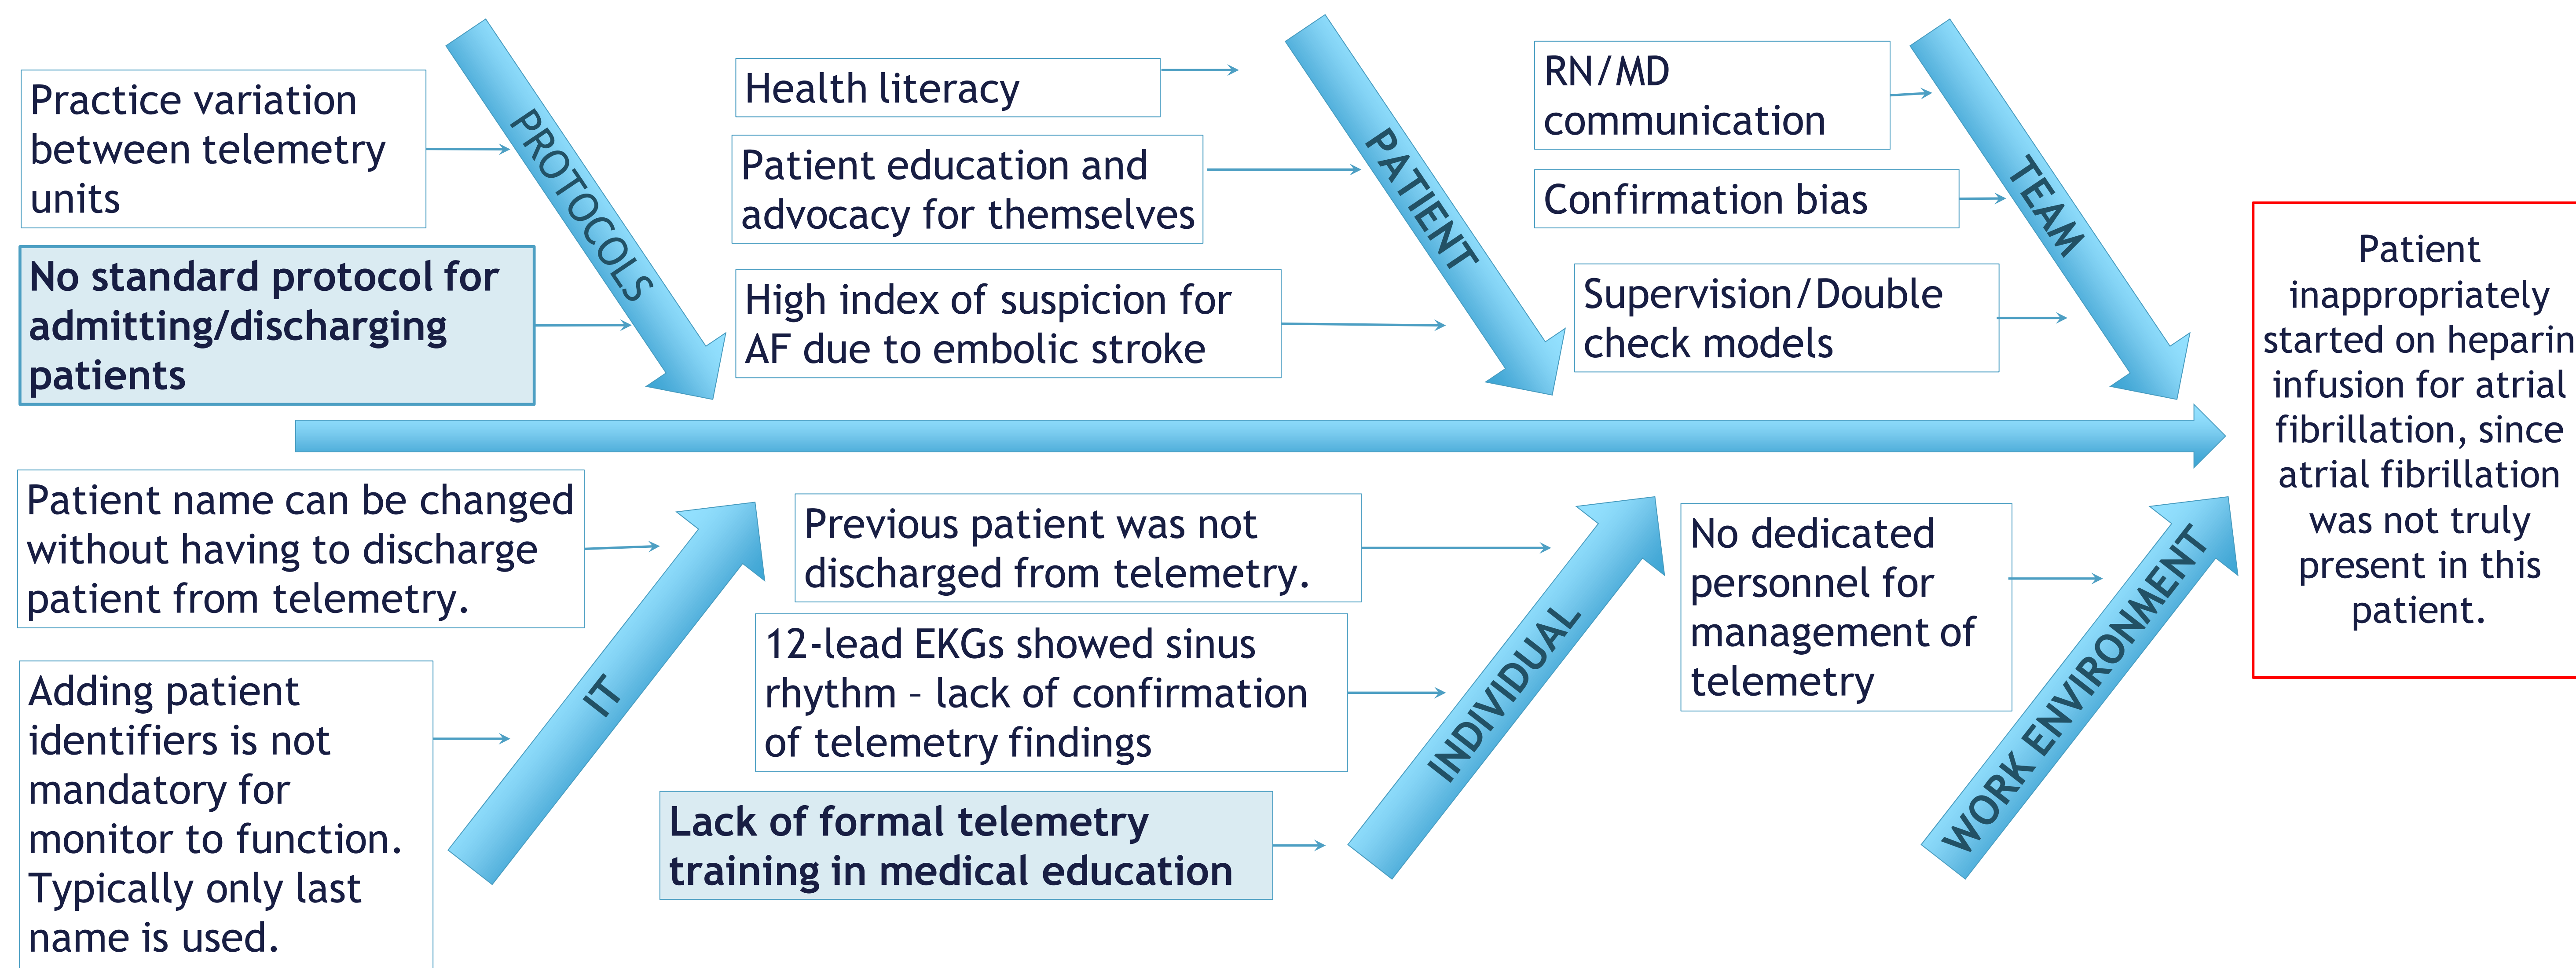 Practice variation
between telemetry
units
No standard protocol for
admitting/discharging
patients
PROTOCOLS
Health literacy
Patient education and
advocacy for themselves
High index of suspicion for
AF due to embolic stroke
PATIENT
RN/MD
communication
Confirmation bias
Supervision/Double
check models
TEAM
Patient name can be changed
without having to discharge
patient from telemetry.
Adding patient
identifiers is not
mandatory for
monitor to function.
Typically only last
name is used.
IT
Previous patient was not
discharged from telemetry.
12-lead EKGs showed sinus
rhythm – lack of confirmation
of telemetry findings
Lack of formal telemetry
training in medical education
INDIVIDUAL
No dedicated
personnel for
management of
telemetry
WORK ENVIRONMENT
Patient
inappropriately
started on heparin
infusion for atrial
fibrillation, since
atrial fibrillation
was not truly
present in this
patient.